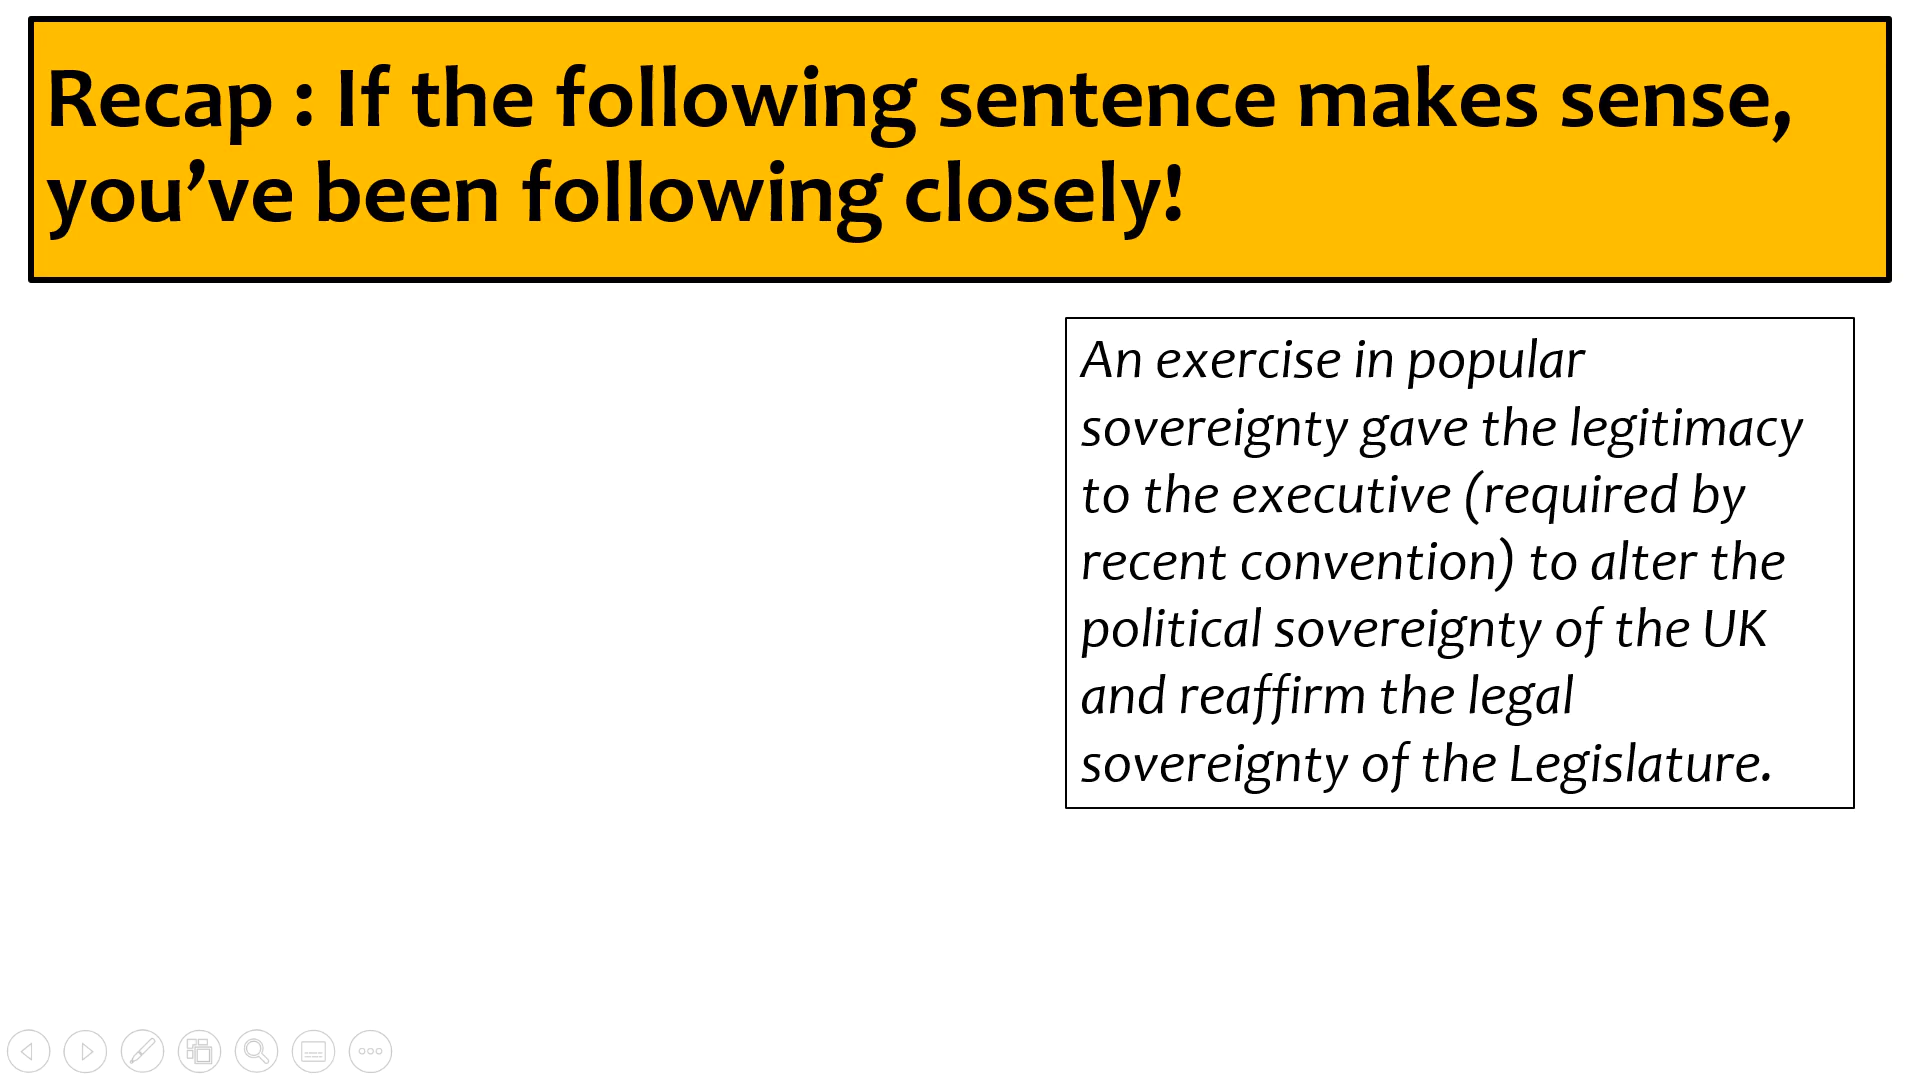 Recap : If the following sentence makes sense,
you’ve been following closely!
An exercise in popular
sovereignty gave the legitimacy
to the executive (required by
recent convention) to alter the
political sovereignty of the UK
and reaffirm the legal
sovereignty of the Legislature.